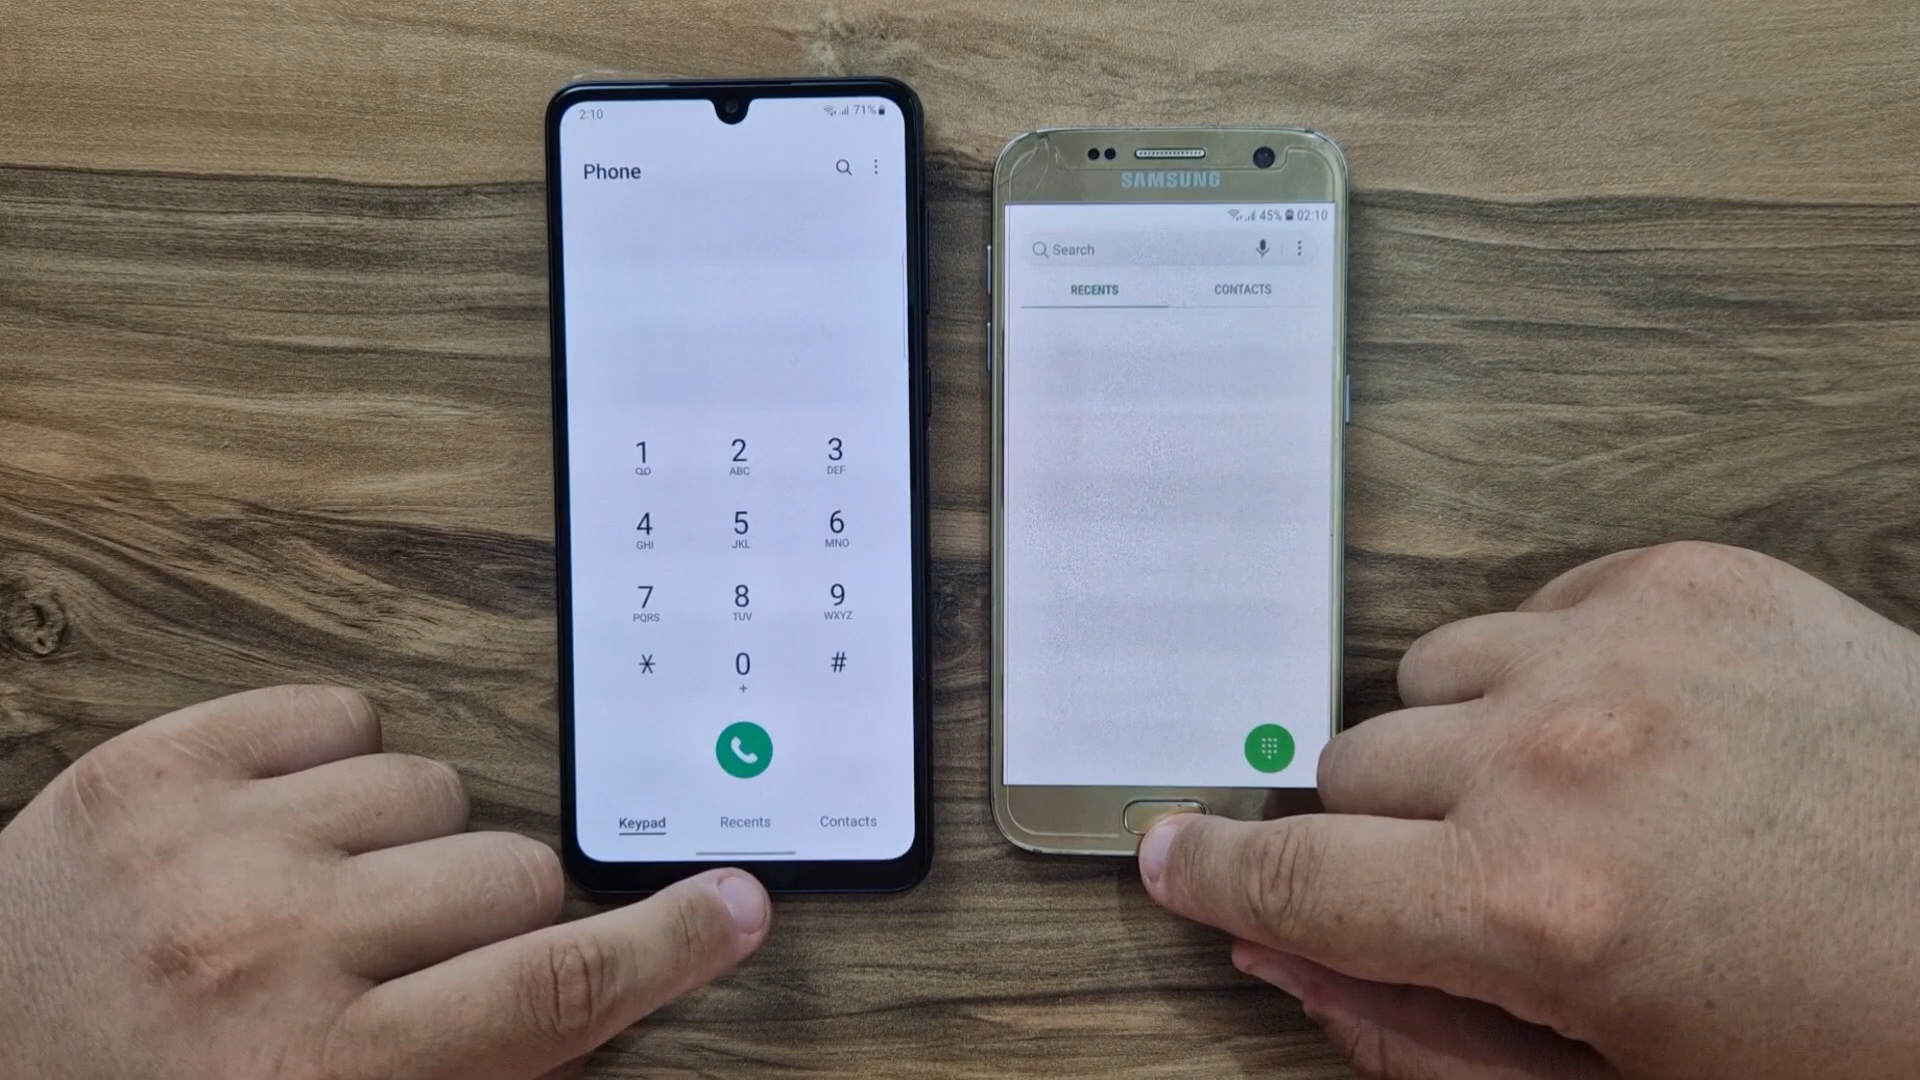 2:10 71%
Phone
1 2 ABC 3 DEF
4 GHI 5 JKL 6 MNO
7 PQRS 8 TUV 9 WXYZ
* 0 + #
Keypad Recents Contacts
SAMSUNG
45% 02:10
Search
RECENTS CONTACTS